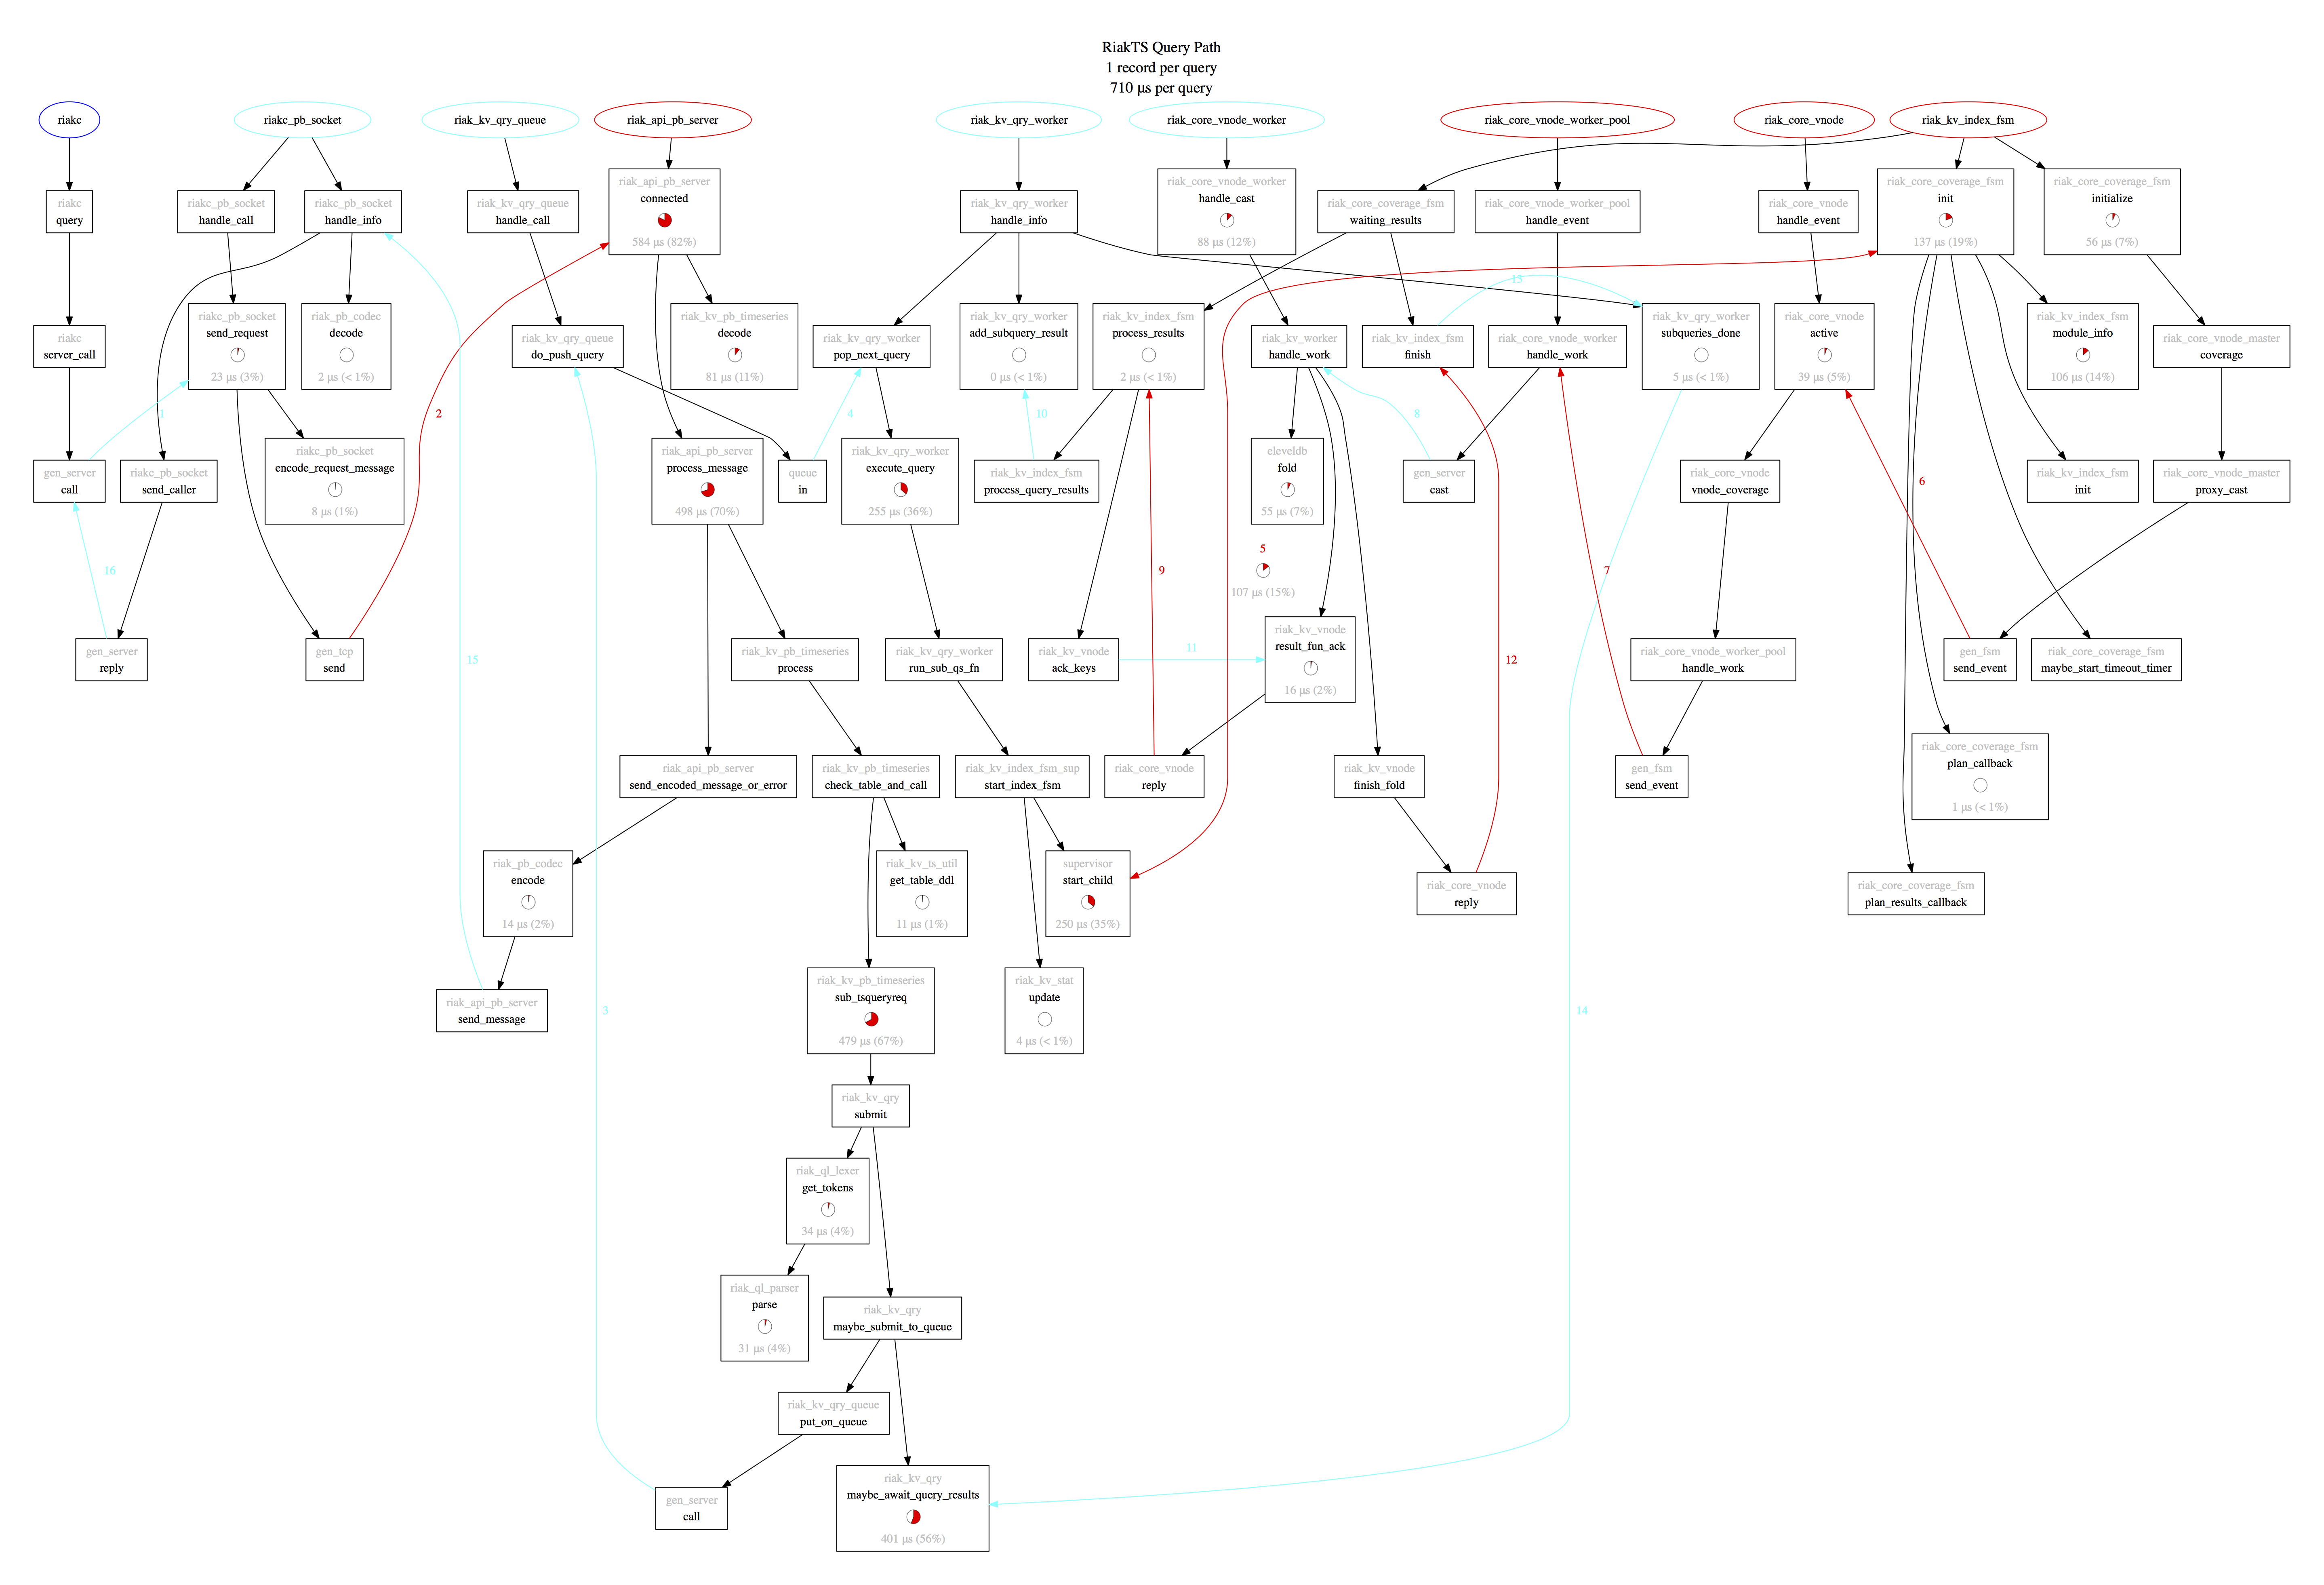 RiakTS Query Path
1 record per query
710 µs per query
riakc
riakc_pb_socket
riak_kv_qry_queue
riak_api_pb_server
riak_kv_qry_worker
riak_core_vnode_worker
riak_core_vnode_worker_pool
riak_core_vnode
riak_kv_index_fsm
riakc
query
riakc_pb_socket
handle_call
riakc_pb_socket
handle_info
riak_kv_qry_queue
handle_call
riak_api_pb_server
connected
584 µs (82%)
riak_kv_qry_worker
handle_info
riak_core_vnode_worker
handle_cast
88 µs (12%)
riak_core_coverage_fsm
waiting_results
riak_core_vnode_worker_pool
handle_event
riak_core_vnode
handle_event
riak_core_coverage_fsm
init
137 µs (19%)
riak_core_coverage_fsm
initialize
56 µs (7%)
13
riakc
server_call
riakc_pb_socket
send_request
23 µs (3%)
riak_pb_codec
decode
2 µs (< 1%)
riak_kv_qry_queue
do_push_query
riak_kv_pb_timeseries
decode
81 µs (11%)
riak_kv_qry_worker
pop_next_query
riak_kv_qry_worker
add_subquery_result
0 µs (< 1%)
riak_kv_index_fsm
process_results
2 µs (< 1%)
riak_kv_worker
handle_work
riak_kv_index_fsm
finish
riak_core_vnode_worker
handle_work
riak_kv_qry_worker
subqueries_done
5 µs (< 1%)
riak_core_vnode
active
39 µs (5%)
riak_kv_index_fsm
module_info
106 µs (14%)
riak_core_vnode_master
coverage
1
2
4
10
8
gen_server
call
riakc_pb_socket
send_caller
riakc_pb_socket
encode_request_message
8 µs (1%)
riak_api_pb_server
process_message
498 µs (70%)
queue
in
riak_kv_qry_worker
execute_query
255 µs (36%)
riak_kv_index_fsm
process_query_results
eleveldb
fold
55 µs (7%)
gen_server
cast
riak_core_vnode
vnode_coverage
6
riak_kv_index_fsm
init
riak_core_vnode_master
proxy_cast
16
9
5
107 µs (15%)
7
gen_server
reply
gen_tcp
send
15
riak_kv_pb_timeseries
process
riak_kv_qry_worker
run_sub_qs_fn
riak_kv_vnode
ack_keys
11
riak_kv_vnode
result_fun_ack
16 µs (2%)
12
riak_core_vnode_worker_pool
handle_work
gen_fsm
send_event
riak_core_coverage_fsm
maybe_start_timeout_timer
riak_api_pb_server
send_encoded_message_or_error
riak_kv_pb_timeseries
check_table_and_call
riak_kv_index_fsm_sup
start_index_fsm
riak_core_vnode
reply
riak_kv_vnode
finish_fold
gen_fsm
send_event
riak_core_coverage_fsm
plan_callback
1 µs (< 1%)
riak_pb_codec
encode
14 µs (2%)
riak_kv_ts_util
get_table_ddl
11 µs (1%)
supervisor
start_child
250 µs (35%)
riak_core_vnode
reply
riak_core_coverage_fsm
plan_results_callback
riak_api_pb_server
send_message
3
riak_kv_pb_timeseries
sub_tsqueryreq
479 µs (67%)
riak_kv_stat
update
4 µs (< 1%)
14
riak_kv_qry
submit
riak_ql_lexer
get_tokens
34 µs (4%)
riak_ql_parser
parse
31 µs (4%)
riak_kv_qry
maybe_submit_to_queue
riak_kv_qry_queue
put_on_queue
gen_server
call
riak_kv_qry
maybe_await_query_results
401 µs (56%)